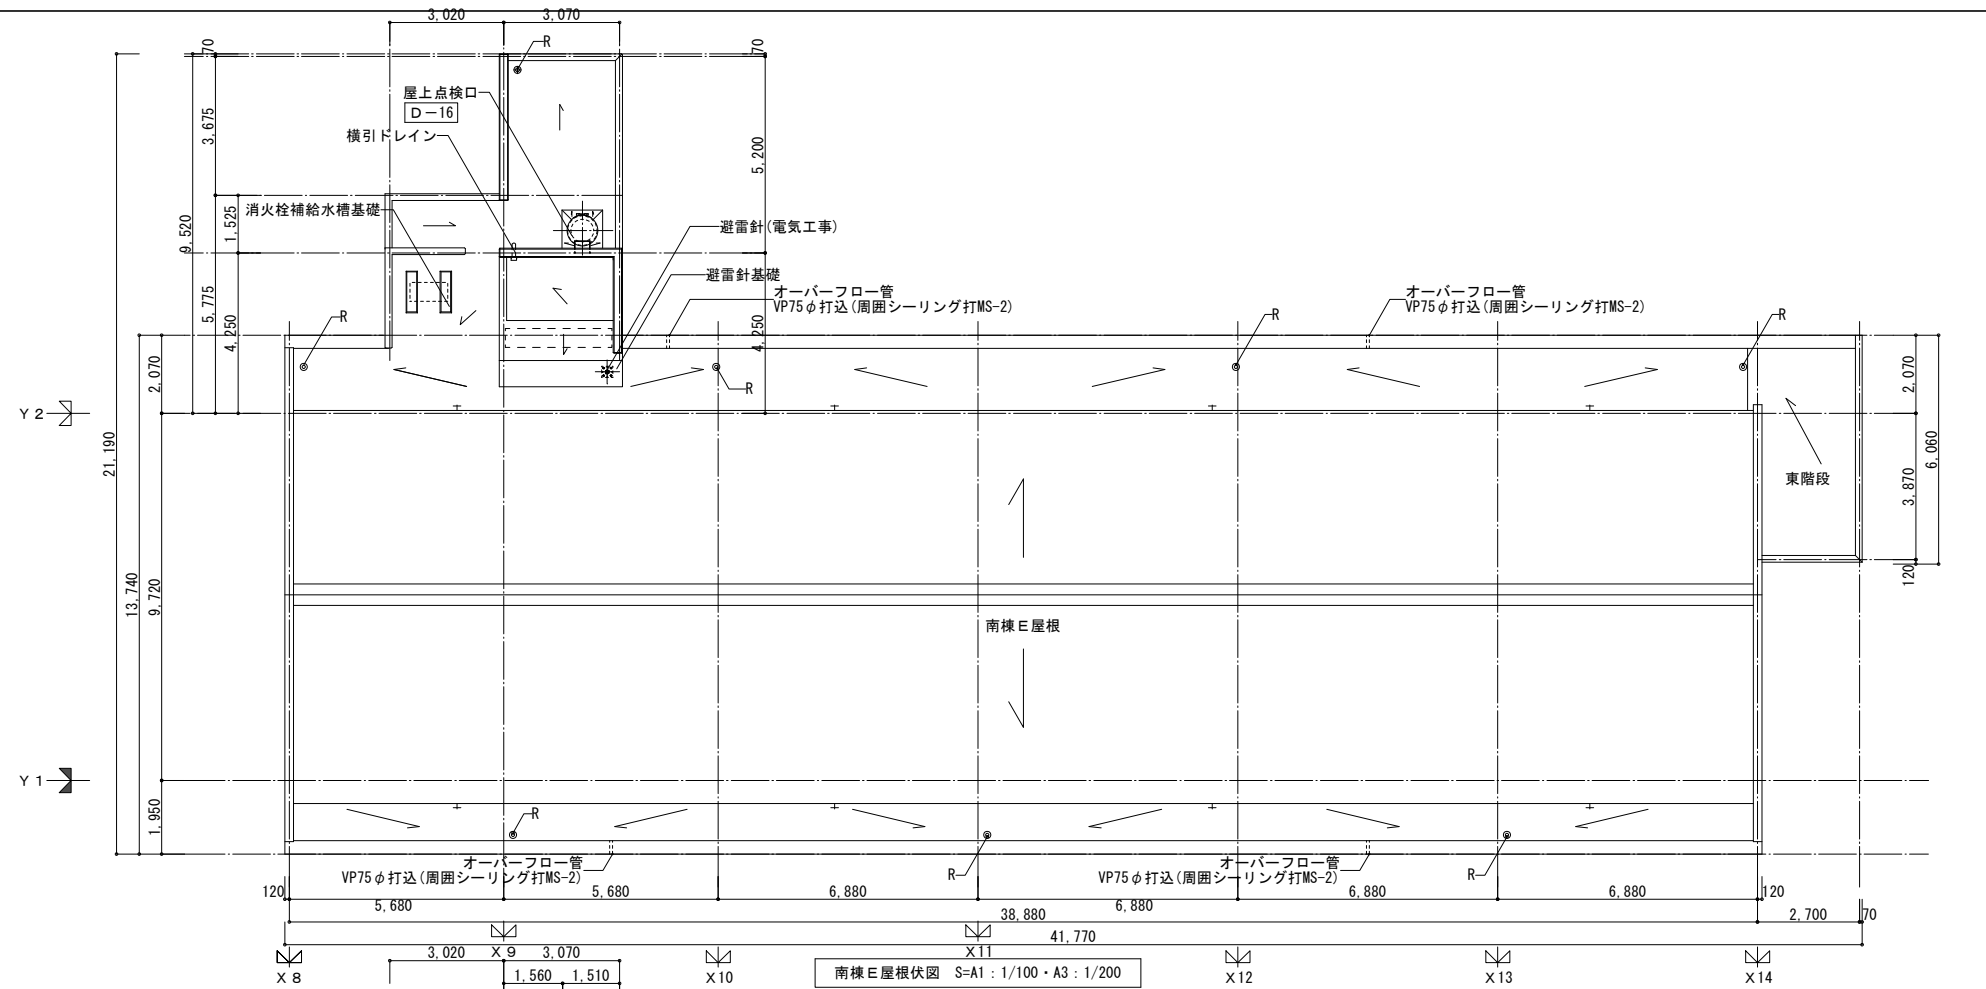 3,020
3,070
R
70
70
屋上点検口
D-16
横引ドレイン
3,675
5,200
消火栓補給水槽基礎
1,525
9,520
避雷針(電気工事)
避雷針基礎
5,775
4,250
4,250
オーバーフロー管
VP75φ打込(周囲シーリング打MS-2)
オーバーフロー管
VP75φ打込(周囲シーリング打MS-2)
R
R
R
R
2,070
2,070
Y2
21,190
6,060
3,870
東階段
120
13,740
9,720
南棟E屋根
Y1
1,950
R
オーバーフロー管
VP75φ打込(周囲シーリング打MS-2)
R
オーバーフロー管
VP75φ打込(周囲シーリング打MS-2)
R
120
5,680
5,680
6,880
6,880
6,880
6,880
120
38,880
2,700
70
41,770
X9
X11
3,020
3,070
X8
1,560
1,510
X10
南棟E屋根伏図 S=A1:1/100・A3:1/200
X12
X13
X14